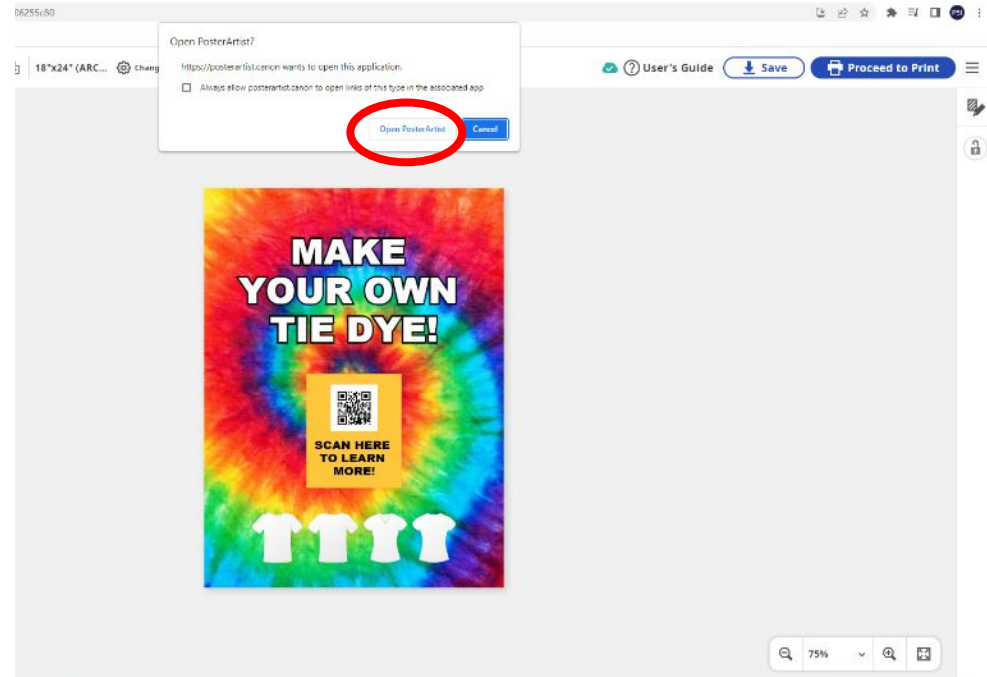 06255c80
PSI
18"x24" (ARC...
Chang
User's Guide
Save
Proceed to Print
Open PosterArtist?
https://posterartist.canon wants to open this application.
Always allow posterartist.canon to open links of this type in the associated app
Open PosterArtist
Cancel
MAKE
YOUR OWN
TIE DYE!
SCAN HERE
TO LEARN
MORE!
75%